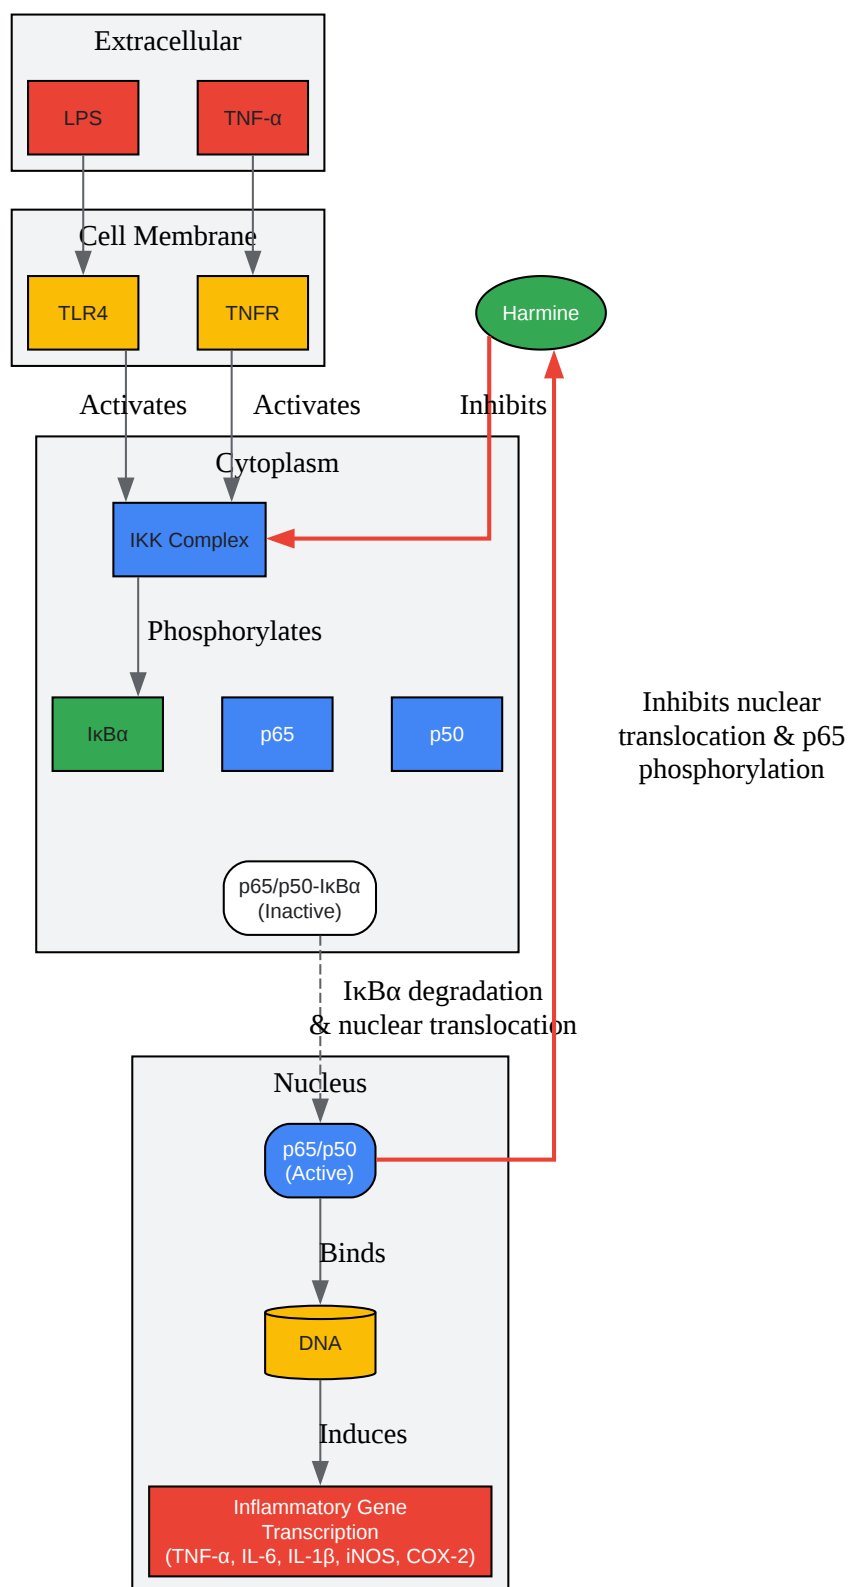 Extracellular
LPS
TNF-α
Cell Membrane
TLR4
TNFR
Harmine
Activates
Activates
Inhibits
Cytoplasm
IKK Complex
Phosphorylates
Inhibits nuclear
translocation & p65
phosphorylation
IκBα
p65
p50
p65/p50-IκBα
(Inactive)
IκBα degradation
& nuclear translocation
Nucleus
p65/p50
(Active)
Binds
DNA
Induces
Inflammatory Gene
Transcription
(TNF-α, IL-6, IL-1β, iNOS, COX-2)